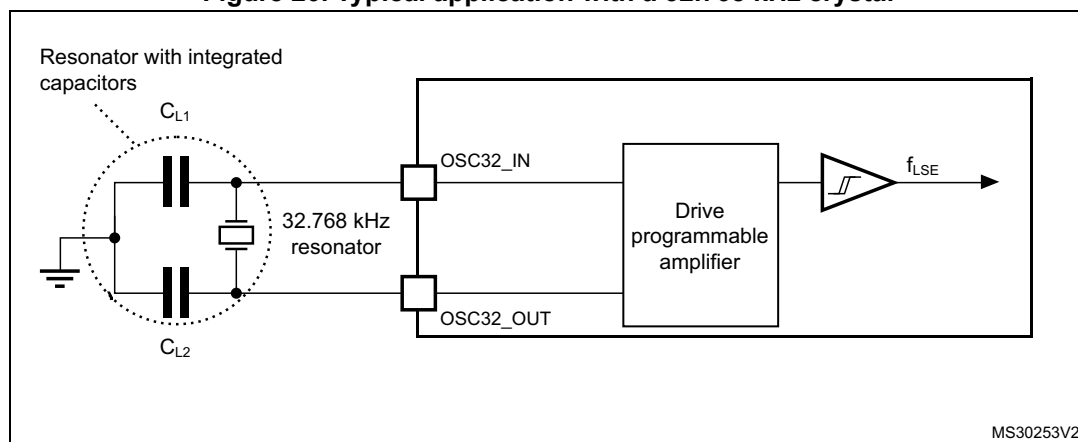 Resonator with integrated
capacitors
CL1
OSC32_IN
fLSE
32.768 kHz
resonator
Drive
programmable
amplifier
OSC32_OUT
CL2
MS30253V2